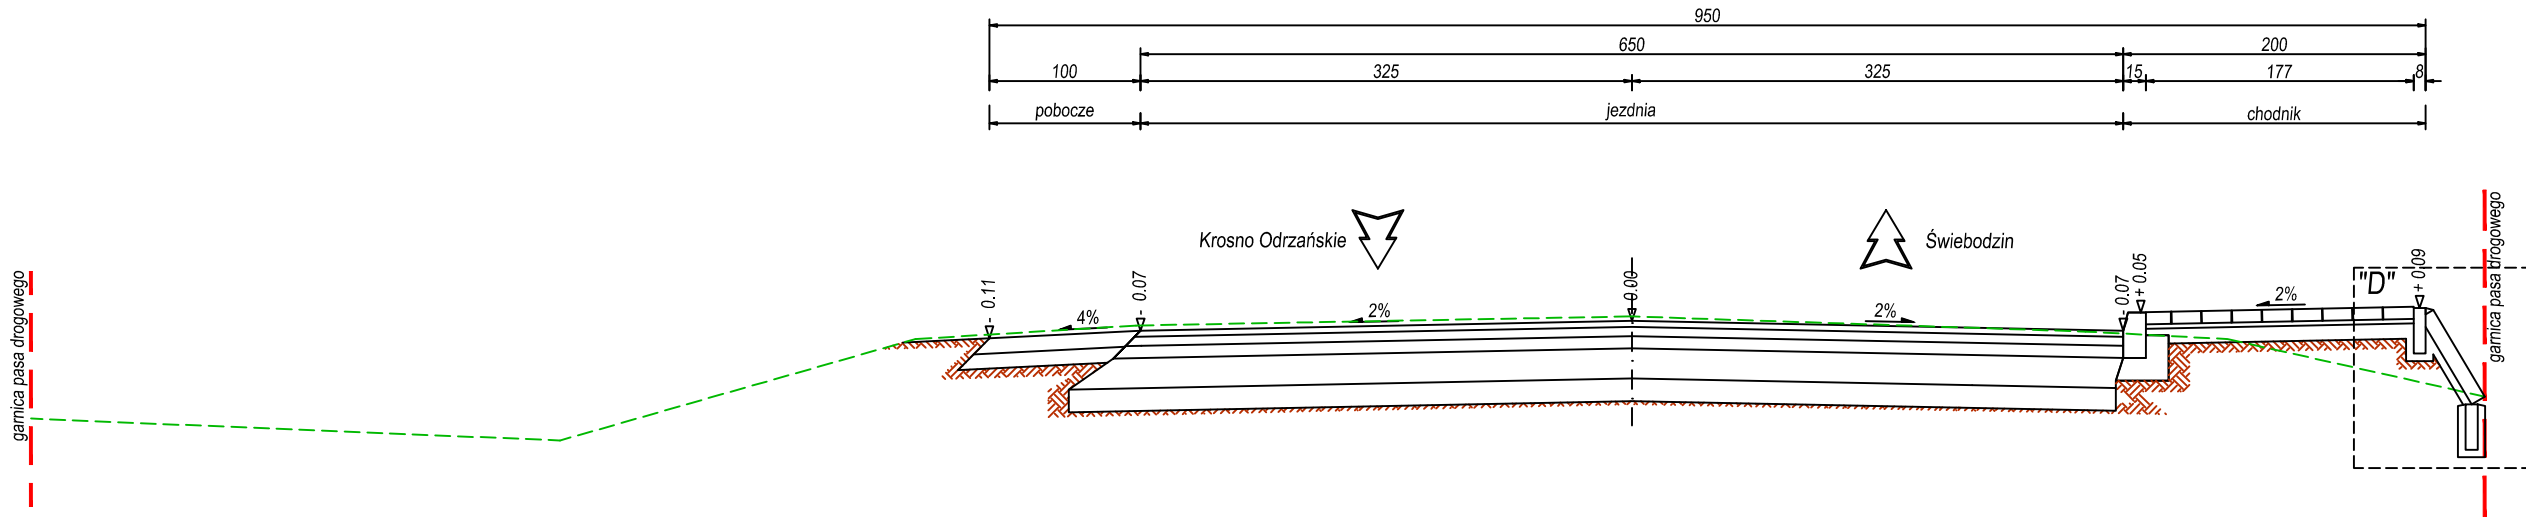 950
650
200
100
325
325
15
177
8
pobocze
jezdnia
chodnik
Krosno Odrzańskie
Świebodzin
garnica pasa drogowego
garnica pasa drogowego
- 0.11
- 0.07
0.00
- 0.07
+ 0.05
+ 0.09
"D"
4%
2%
2%
2%